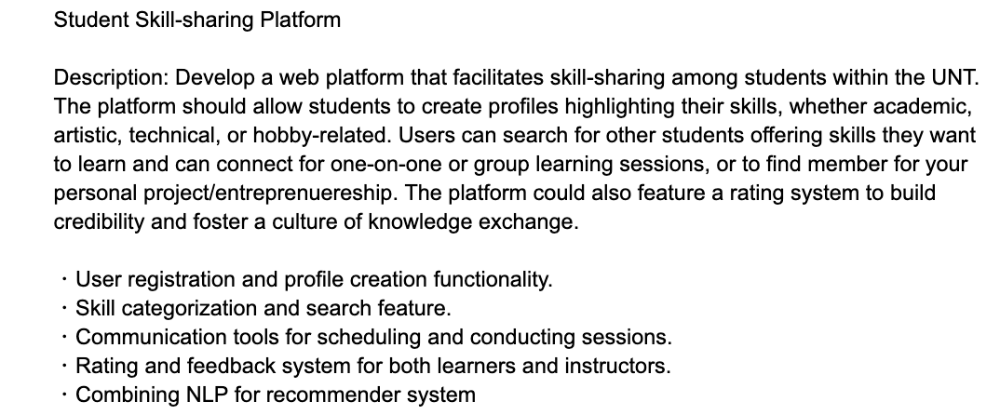 Student Skill-sharing Platform
Description: Develop a web platform that facilitates skill-sharing among students within the UNT.
The platform should allow students to create profiles highlighting their skills, whether academic,
artistic, technical, or hobby-related. Users can search for other students offering skills they want
to learn and can connect for one-on-one or group learning sessions, or to find member for your
personal project/entreprenuereship. The platform could also feature a rating system to build
credibility and foster a culture of knowledge exchange.
· User registration and profile creation functionality.
· Skill categorization and search feature.
· Communication tools for scheduling and conducting sessions.
· Rating and feedback system for both learners and instructors.
· Combining NLP for recommender system